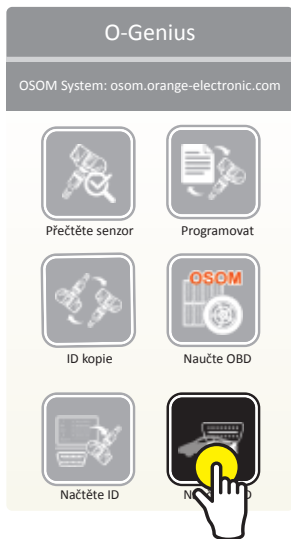 O-Genius
OSOM System: osom.orange-electronic.com
Přečtěte senzor
Programovat
OSOM
ID kopie
Naučte OBD
Načtěte ID